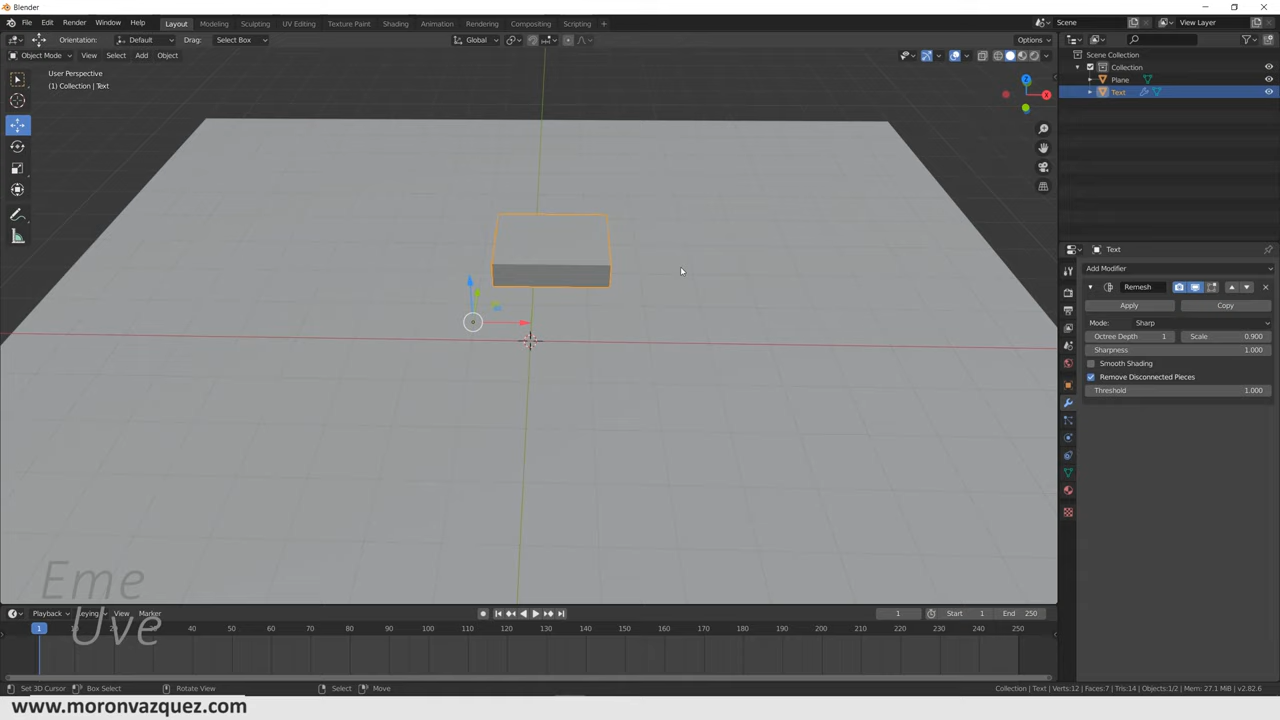 Blender
File Edit Render Window Help Layout Modeling Sculpting UV Editing Texture Paint Shading Animation Rendering Compositing Scripting + Scene View Layer
Orientation: Default Drag: Select Box Global Options
Object Mode View Select Add Object
User Perspective
(1) Collection | Text
Z
X
Y
Scene Collection
Collection
Plane
Text
Text
Add Modifier
Remesh
Apply Copy
Mode: Sharp
Octree Depth 1 Scale 0.900
Sharpness 1.000
Smooth Shading
Remove Disconnected Pieces
Threshold 1.000
Eme
Uve
Playback Keying View Marker 1 Start 1 End 250
1 40 50 60 70 80 90 100 110 120 130 140 150 160 170 180 190 200 210 220 230 240 250
Set 3D Cursor Box Select Rotate View Select Move Collection | Text | Verts:12 | Faces:7 | Tris:14 | Objects:1/2 | Mem: 27.1 MiB | v2.82.6
www.moronvazquez.com